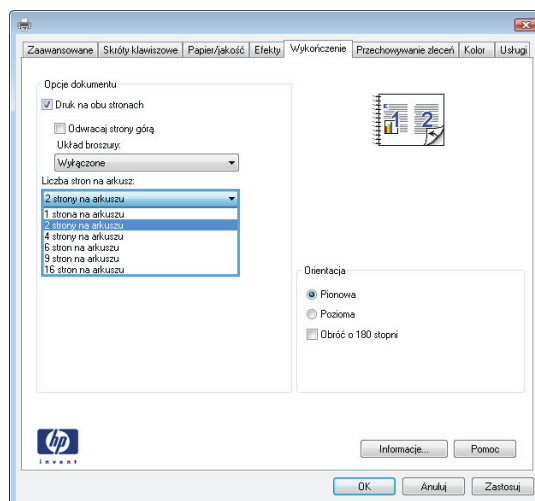 Zaawansowane Skróty klawiszowe Papier/jakość Efekty Wykończenie Przechowywanie zleceń Kolor Usługi
Opcje dokumentu
Druk na obu stronach
Odwracaj strony górą
Układ broszury:
Wyłączone
Liczba stron na arkusz:
2 strony na arkuszu
1 strona na arkuszu
2 strony na arkuszu
4 strony na arkuszu
6 stron na arkuszu
9 stron na arkuszu
16 stron na arkuszu
1 2
Orientacja
Pionowa
Pozioma
Obróć o 180 stopni
hp
invent
Informacje... Pomoc
OK Anuluj Zastosuj